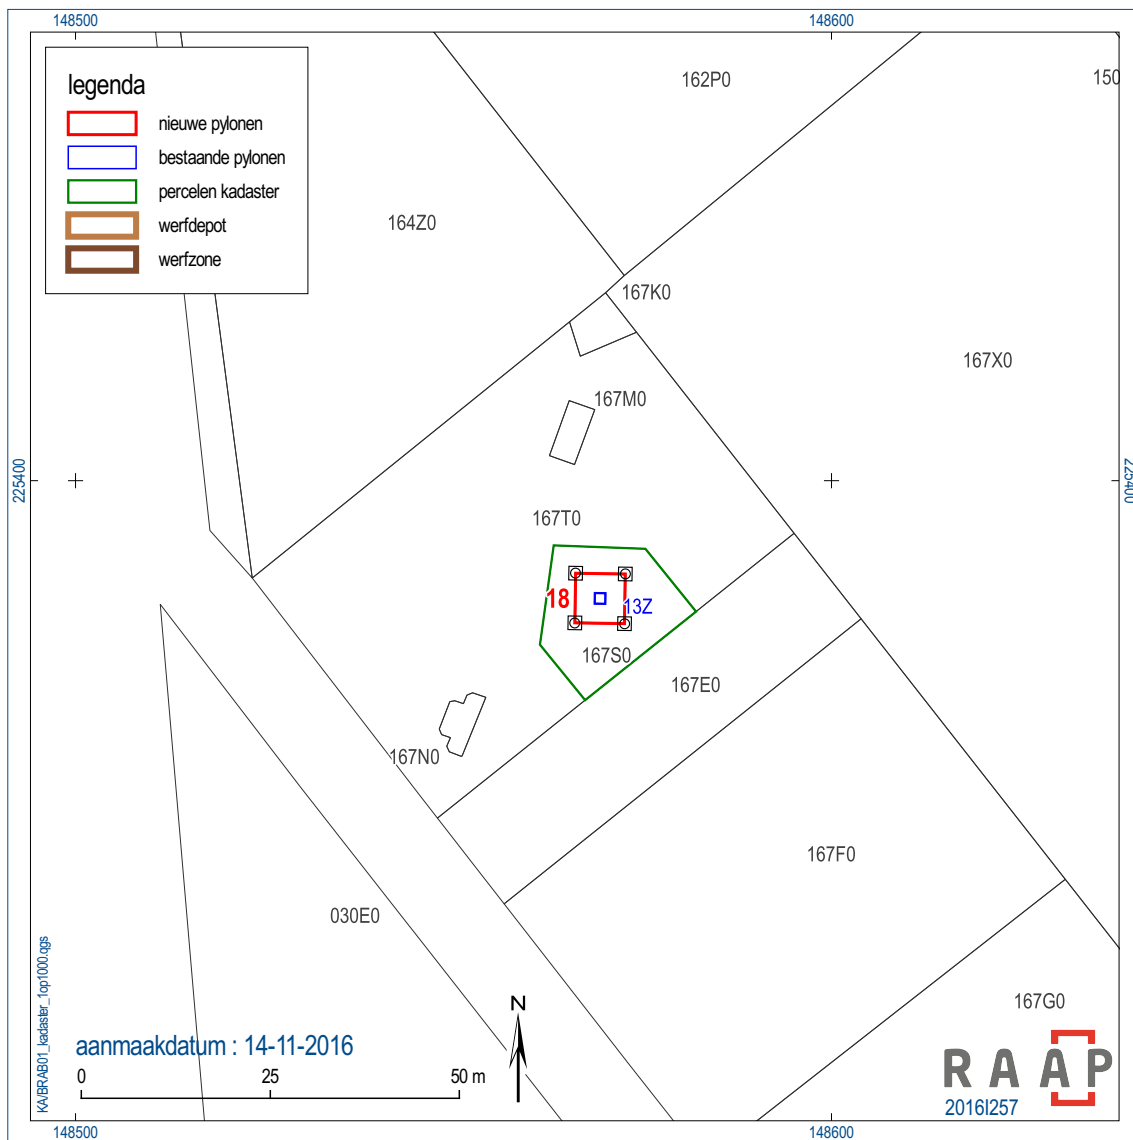 148500
148600
legenda
nieuwe pylonen
bestaande pylonen
percelen kadaster
werfdepot
werfzone
162P0
150
164Z0
167K0
167X0
167M0
225400
225400
167T0
18
13Z
167S0
167E0
167N0
167F0
030E0
167G0
KA/BRAB01_kadaster_1op1000.qgs
aanmaakdatum : 14-11-2016
0
25
50 m
N
RAAP
2016I257
148500
148600